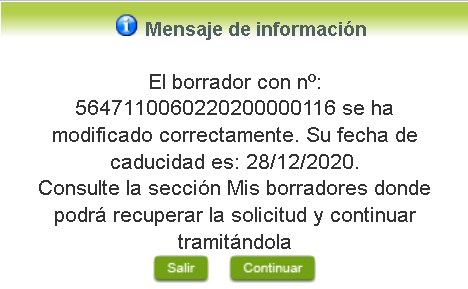 Mensaje de información
El borrador con nº:
5647110060220200000116 se ha
modificado correctamente. Su fecha de
caducidad es: 28/12/2020.
Consulte la sección Mis borradores donde
podrá recuperar la solicitud y continuar
tramitándola
Salir Continuar